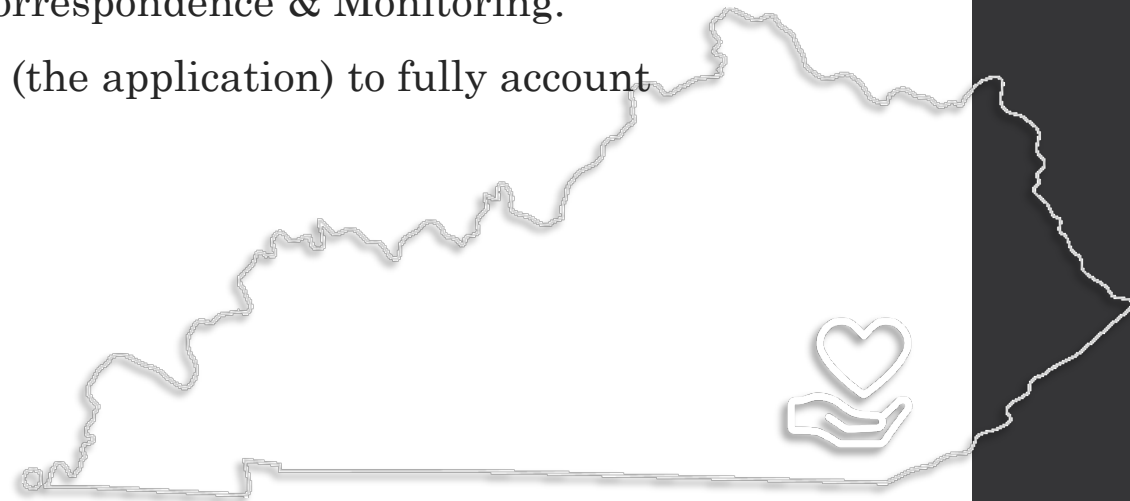 orrespondence & Monitoring.
(the application) to fully account